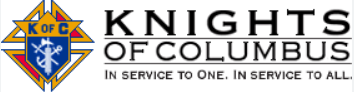 K OF C
KNIGHTS
OF COLUMBUS
IN SERVICE TO ONE. IN SERVICE TO ALL.